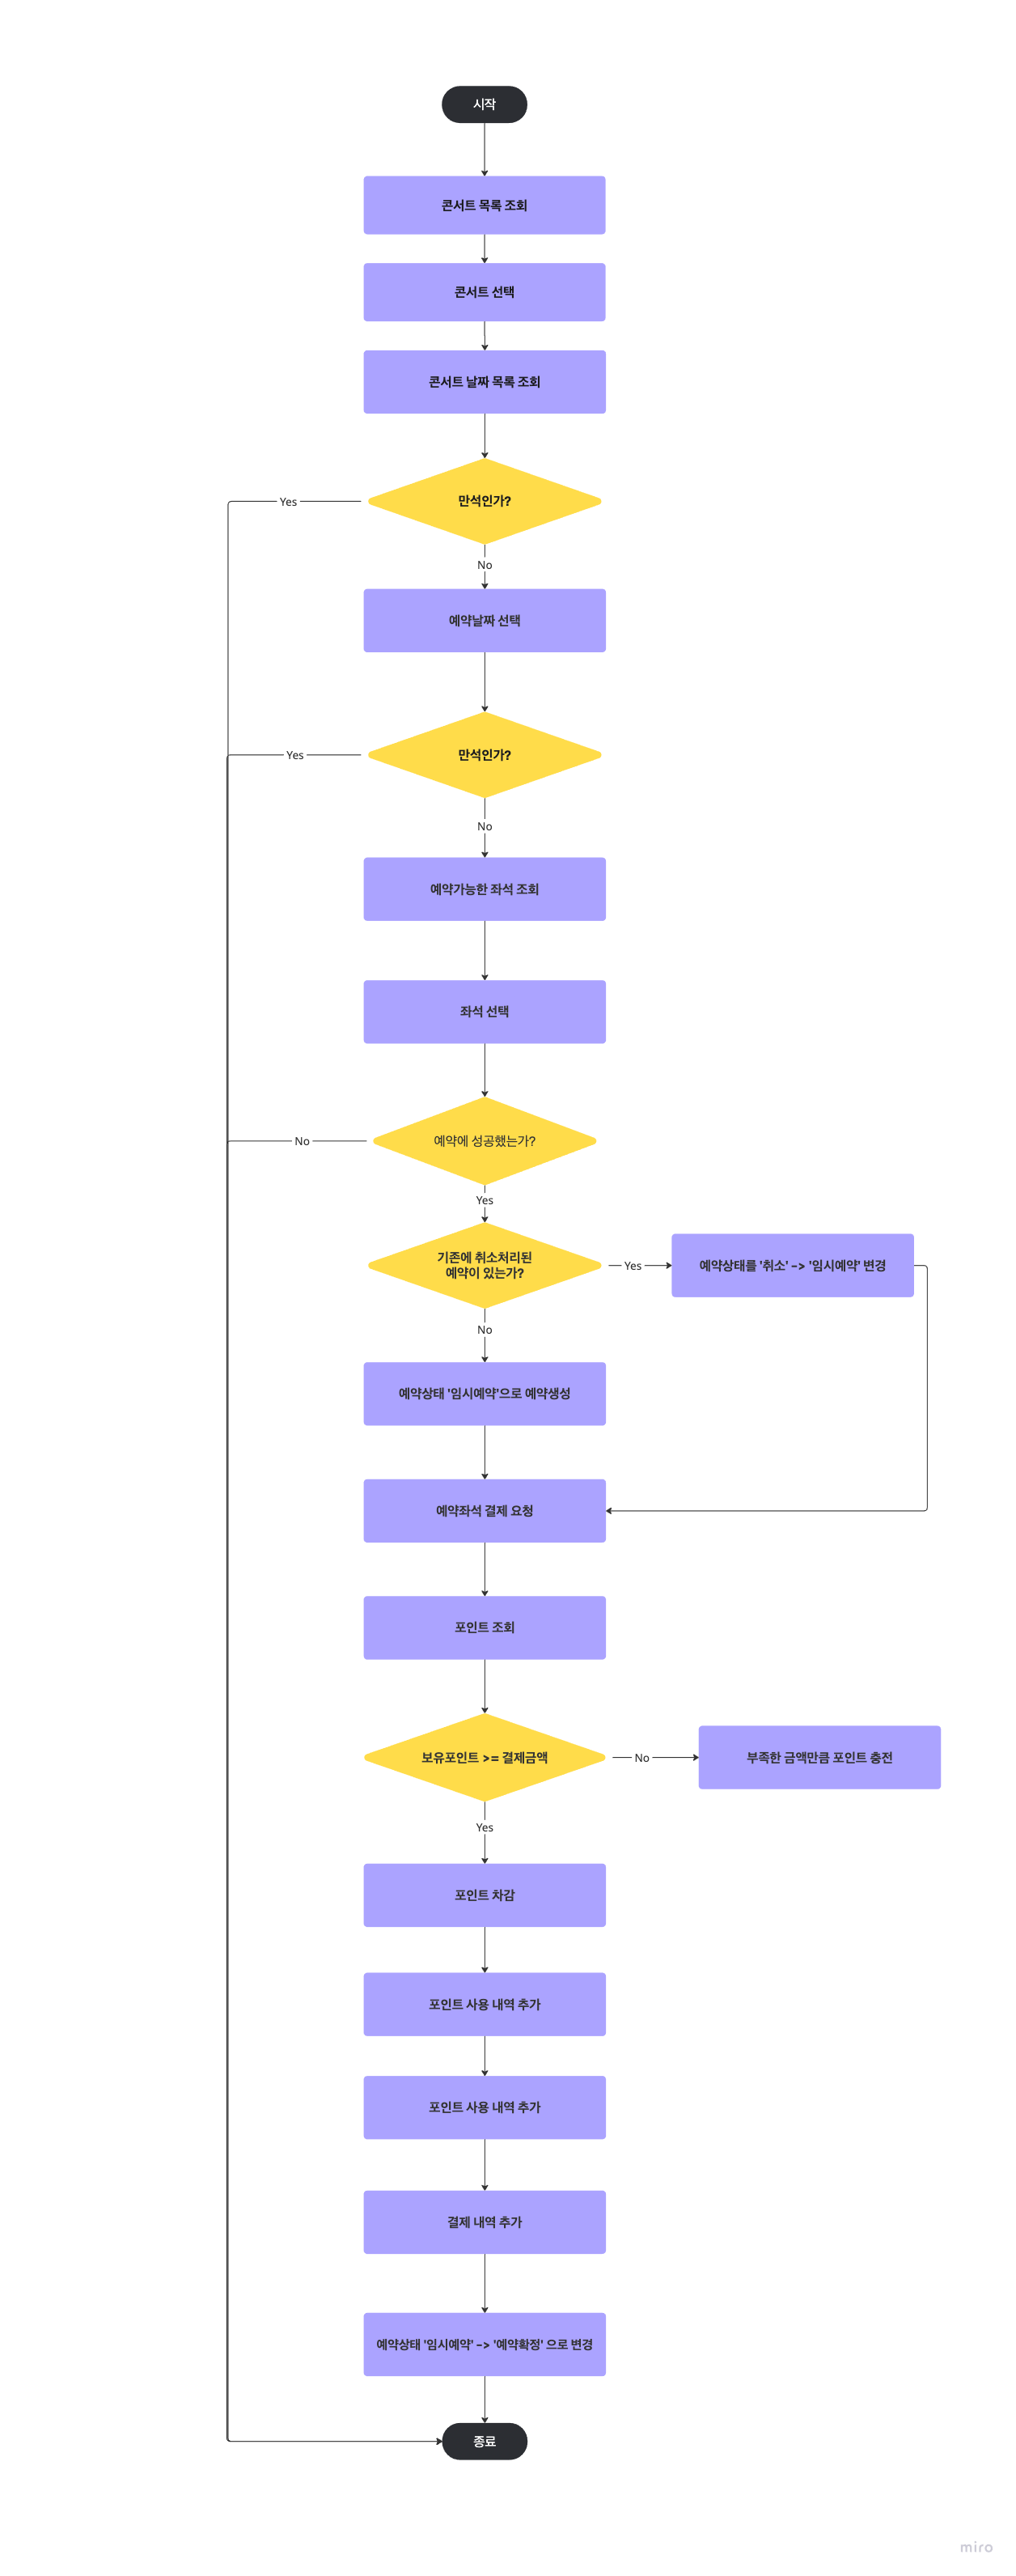 시작
콘서트 목록 조회
콘서트 선택
콘서트 날짜 목록 조회
만석인가?
Yes
No
예약날짜 선택
만석인가?
Yes
No
예약가능한 좌석 조회
좌석 선택
예약에 성공했는가?
No
Yes
기존에 취소처리된
예약이 있는가?
Yes
예약상태를 '취소' -> '임시예약' 변경
No
예약상태 '임시예약'으로 예약생성
예약좌석 결제 요청
포인트 조회
보유포인트 >= 결제금액
No
부족한 금액만큼 포인트 충전
Yes
포인트 차감
포인트 사용 내역 추가
포인트 사용 내역 추가
결제 내역 추가
예약상태 '임시예약' -> '예약확정' 으로 변경
종료
miro